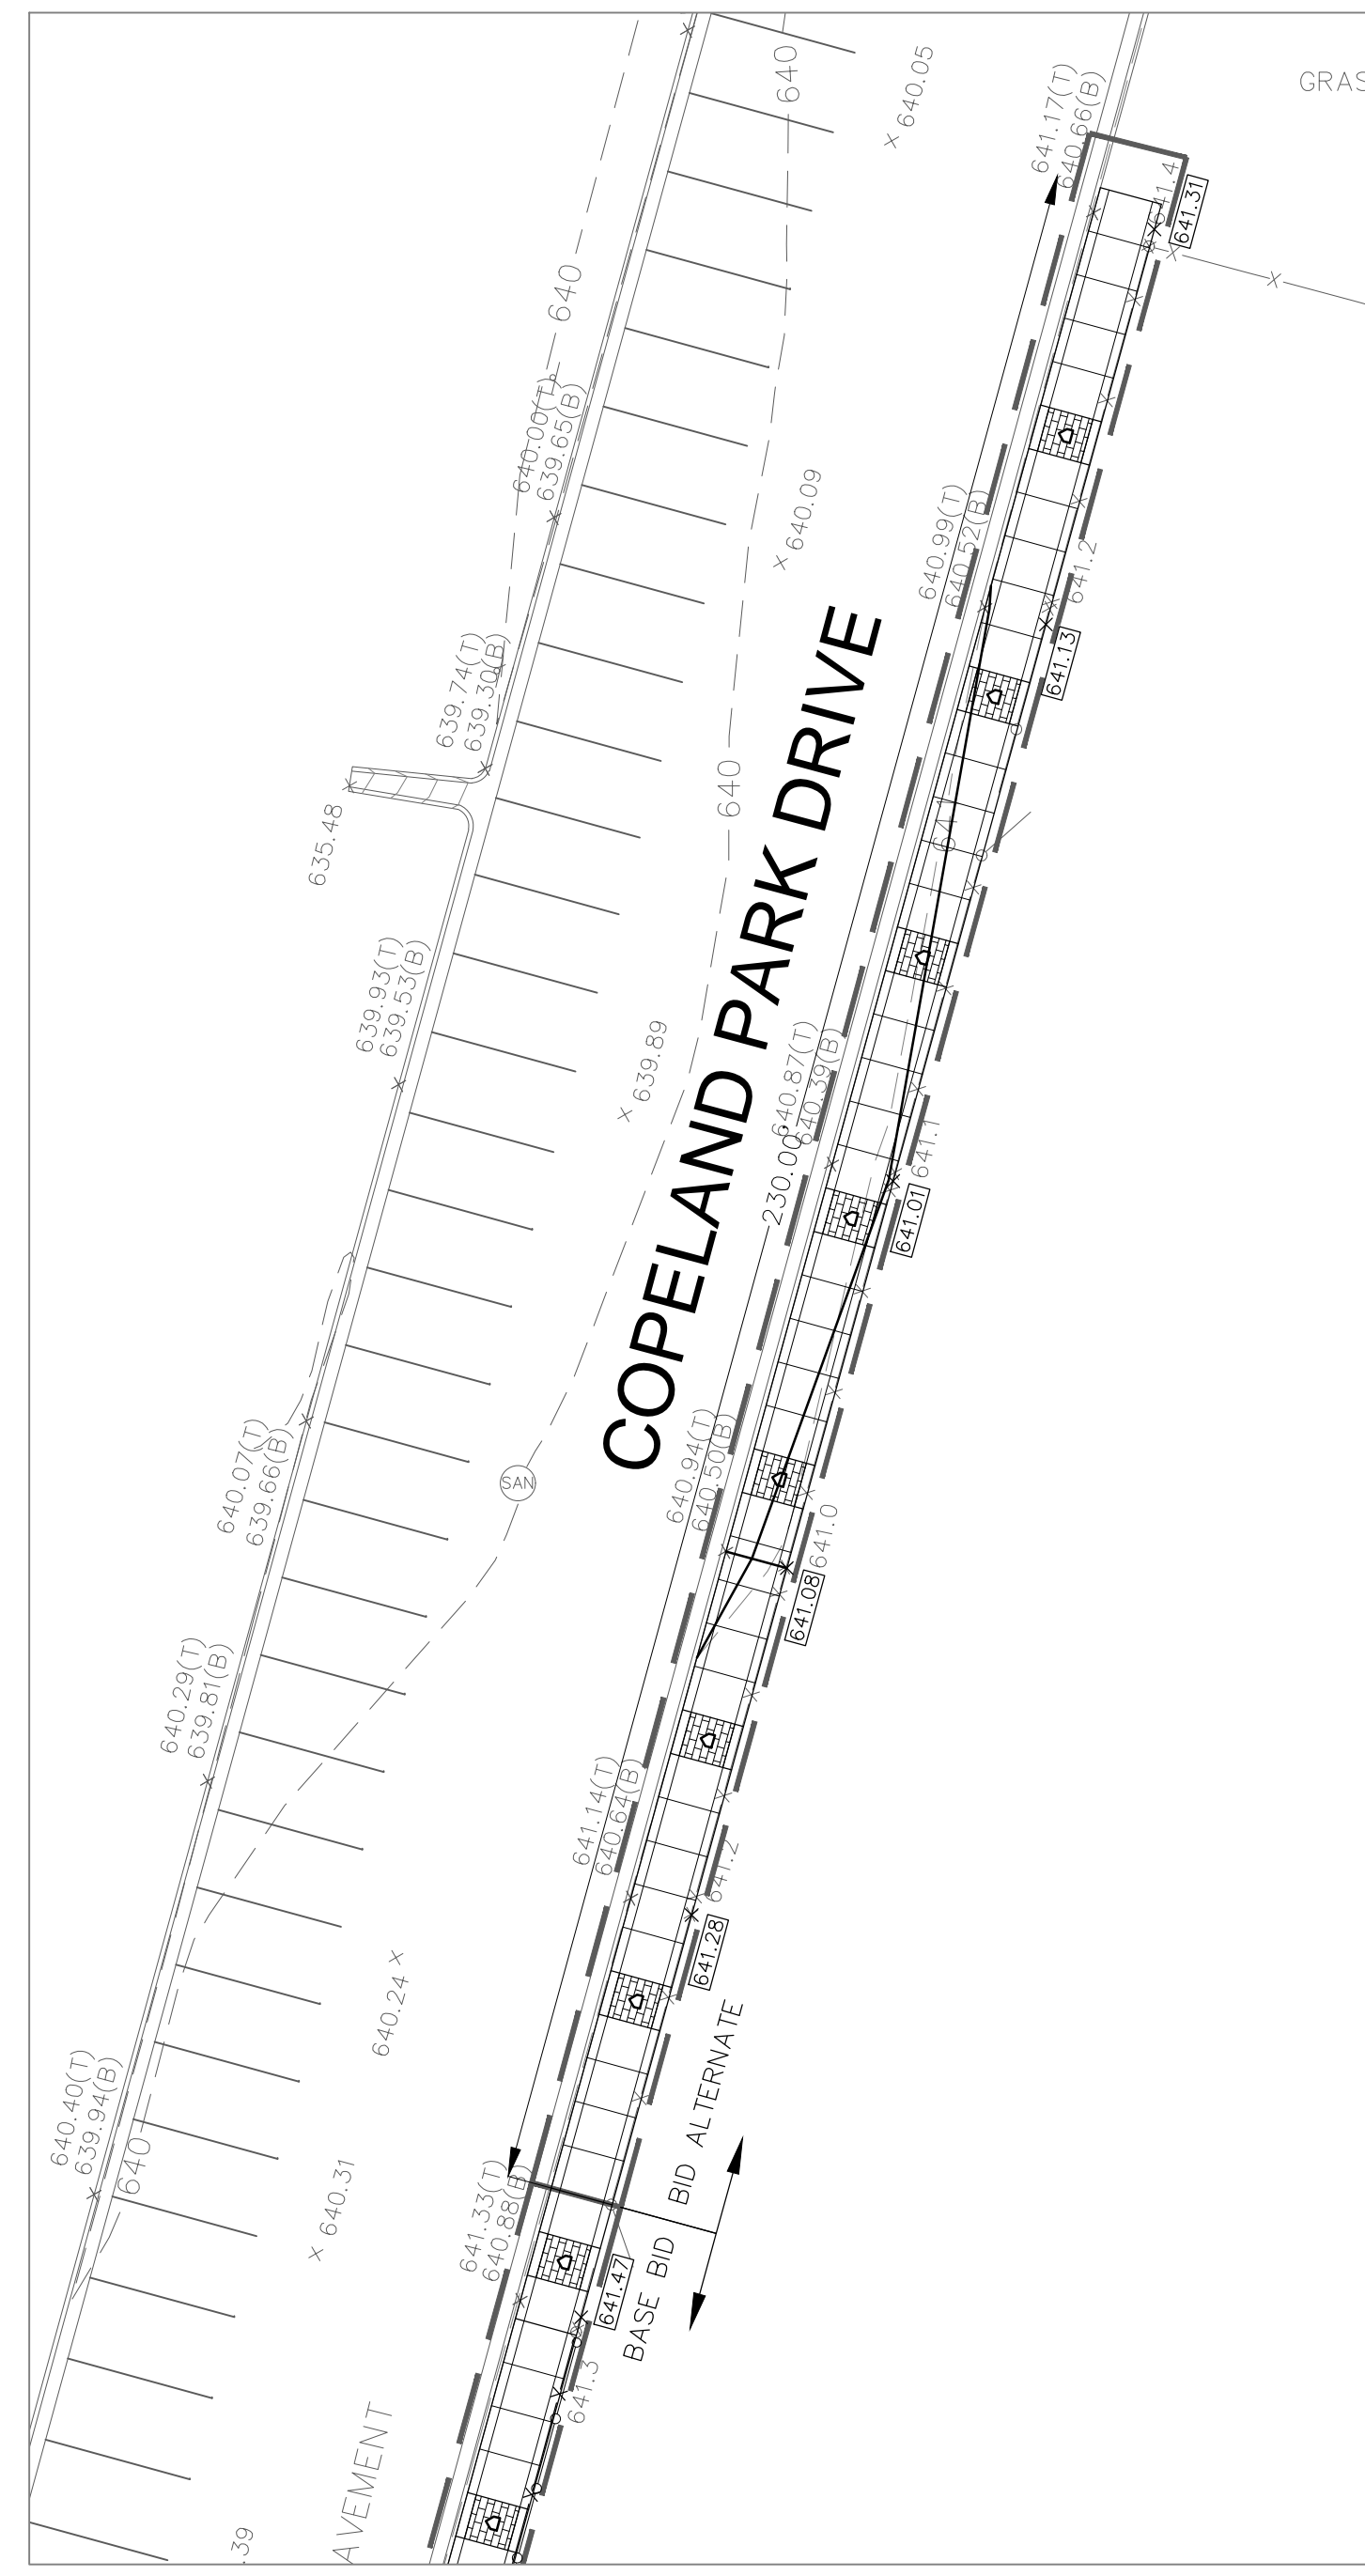 GRAS
640
640.05
641.17(T)
640.66(B)
641.4
641.31
640
640.00(T)
639.65(B)
640.09
640.99(T)
640.52(B)
641.2
641.13
639.74(T)
639.30(B)
635.48
640
641
COPELAND PARK DRIVE
639.93(T)
639.53(B)
639.89
640.87(T)
640.39(B)
230.00'
641.1
641.01
640.07(T)
639.66(B)
SAN
640.94(T)
640.50(B)
641.0
641.08
640.29(T)
639.81(B)
641.14(T)
640.64(B)
641.2
641.28
640.24
640.40(T)
639.94(B)
640
640.31
641.33(T)
640.88(B)
BID ALTERNATE
BASE BID
641.47
641.3
AVEMENT
.39